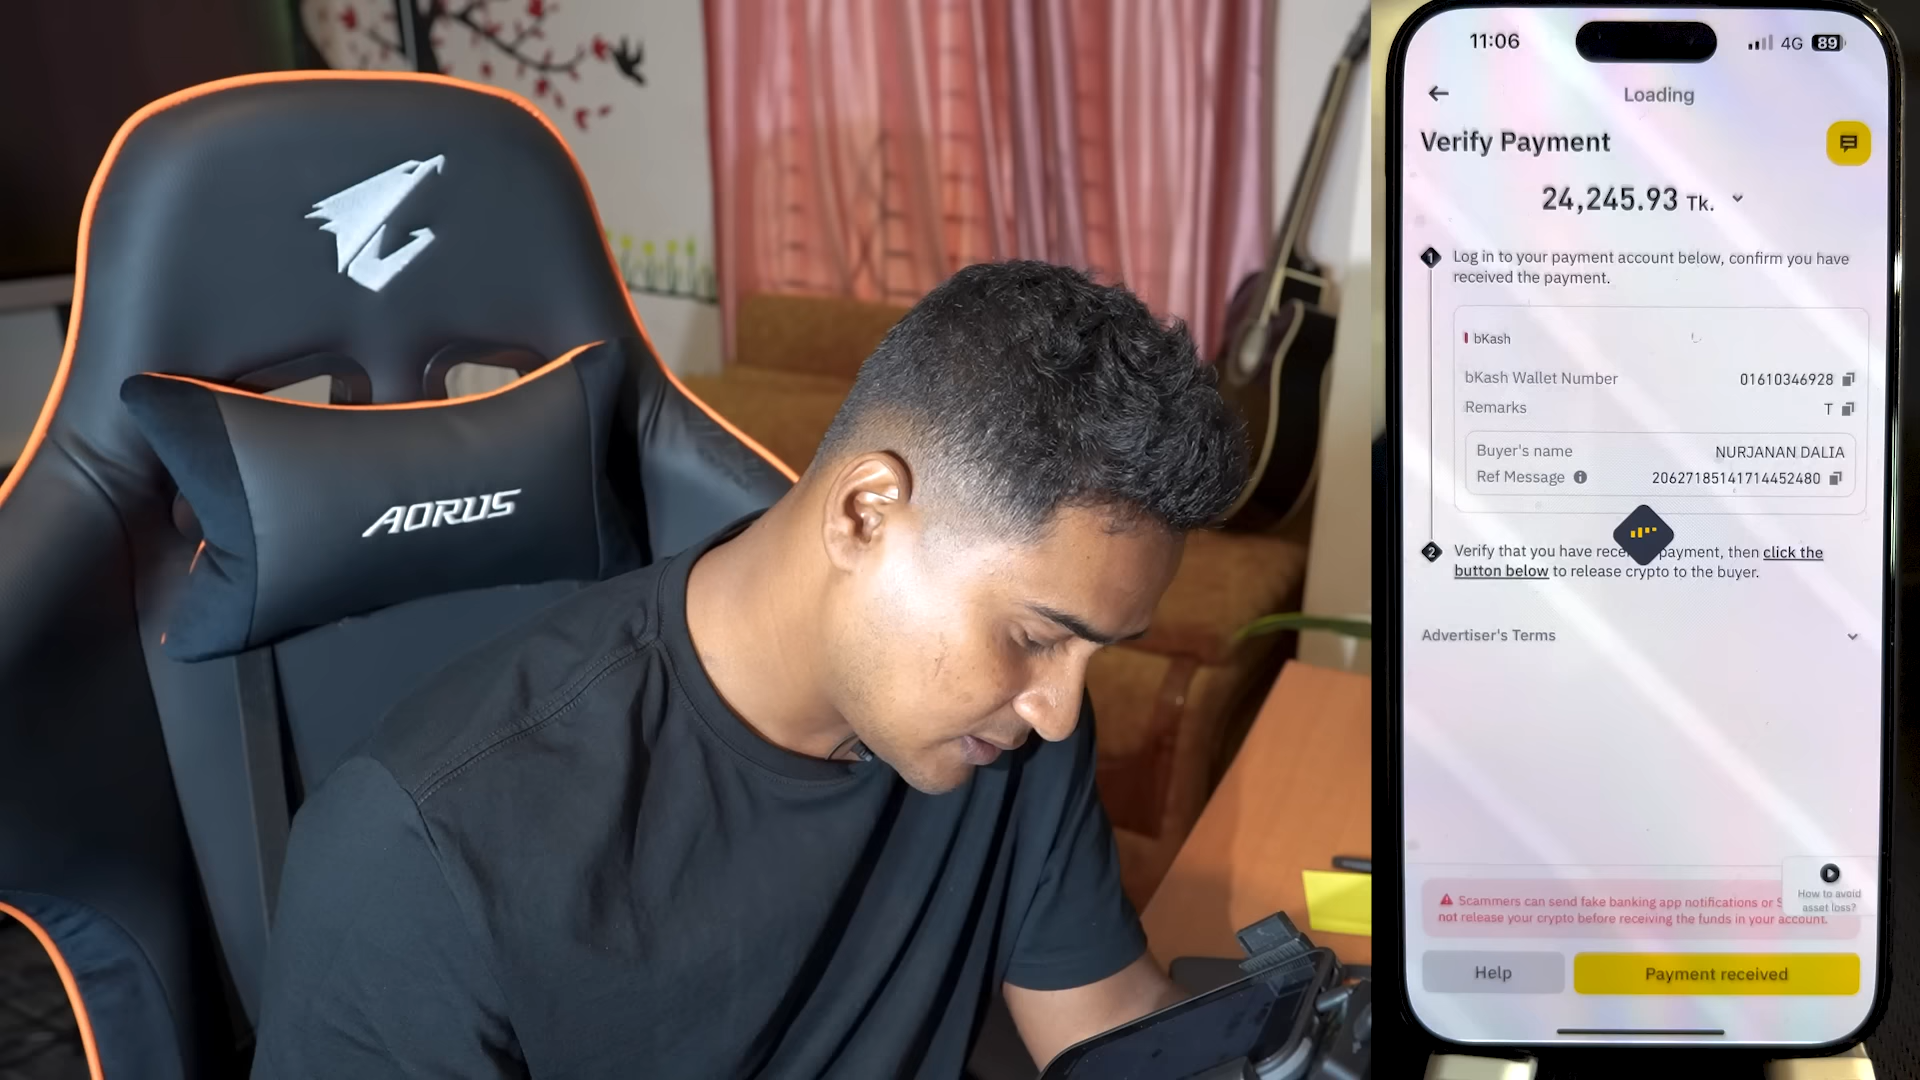 AORUS
11:06
4G 89
Loading
Verify Payment
24,245.93 Tk.
1 Log in to your payment account below, confirm you have
received the payment.
bKash
bKash Wallet Number 01610346928
Remarks T
Buyer's name NURJANAN DALIA
Ref Message 20627185141714452480
2 Verify that you have payment, then click the
button below to release crypto to the buyer.
Advertiser's Terms
Scammers can send fake banking app notifications or
not release your crypto before receiving the funds in your account.
How to avoid
asset loss?
Help
Payment received